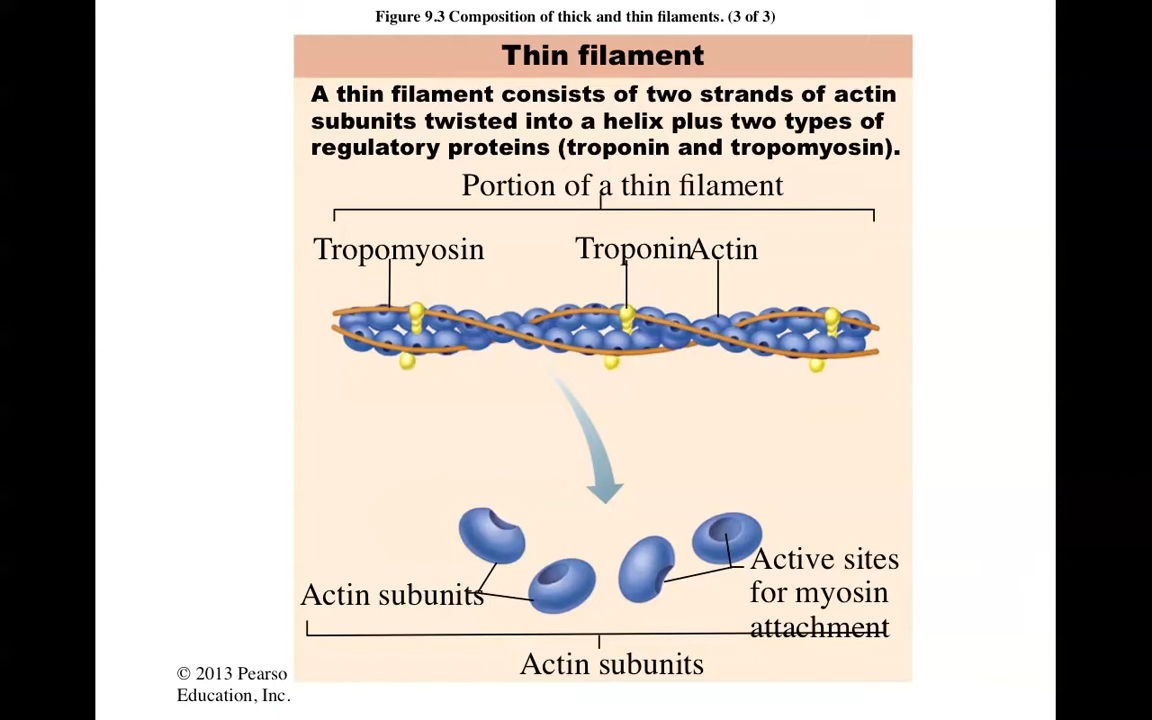 Figure 9.3 Composition of thick and thin filaments. (3 of 3)
Thin filament
A thin filament consists of two strands of actin
subunits twisted into a helix plus two types of
regulatory proteins (troponin and tropomyosin).
Portion of a thin filament
Tropomyosin
Troponin
Actin
Actin subunits
Active sites
for myosin
attachment
Actin subunits
© 2013 Pearso
Education, Inc.